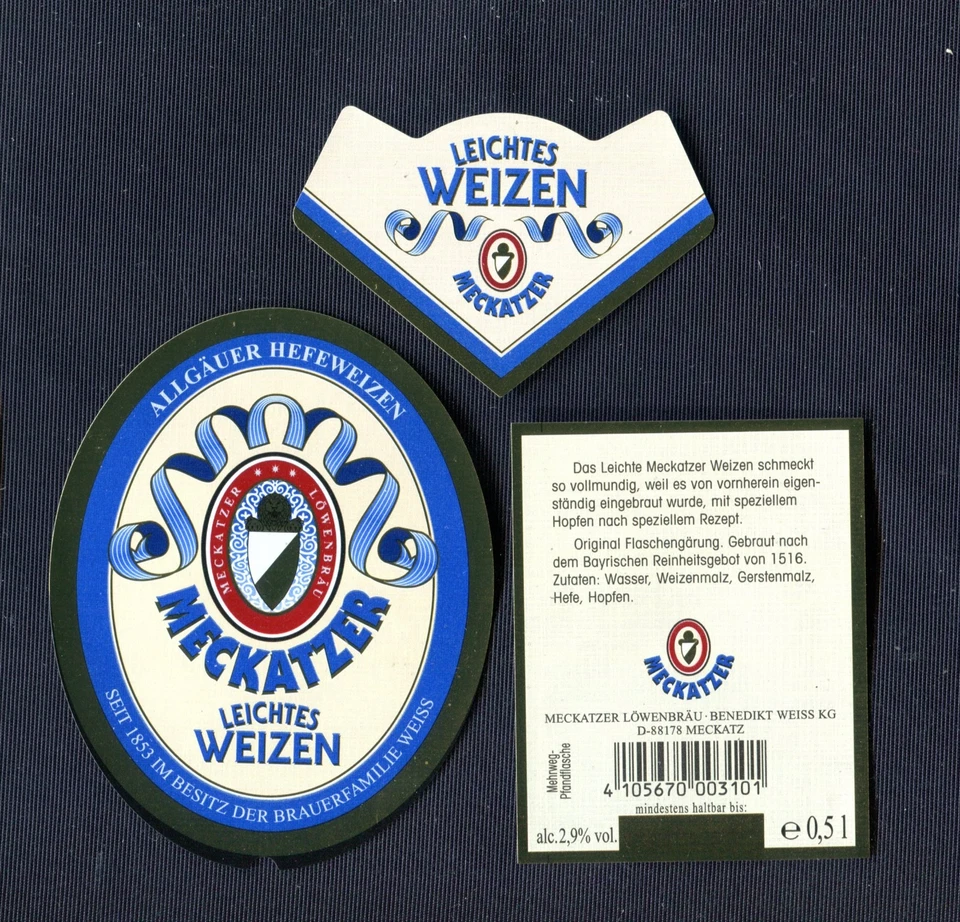 LEICHTES
WEIZEN
MECKATZER
ALLGÄUER HEFEWEIZEN
MECKATZER LÖWENBRÄU
MECKATZER
LEICHTES
WEIZEN
SEIT 1853 IM BESITZ DER BRAUERFAMILIE WEISS
Das Leichte Meckatzer Weizen schmeckt
so vollmundig, weil es von vornherein eigen-
ständig eingebraut wurde, mit speziellem
Hopfen nach speziellem Rezept.
Original Flaschengärung. Gebraut nach
dem Bayrischen Reinheitsgebot von 1516.
Zutaten: Wasser, Weizenmalz, Gerstenmalz,
Hefe, Hopfen.
MECKATZER
MECKATZER LÖWENBRÄU · BENEDIKT WEISS KG
D-88178 MECKATZ
Mehrweg-
Pfandflasche
4 105670 003101
mindestens haltbar bis:
alc.2,9% vol.
e 0,5 l